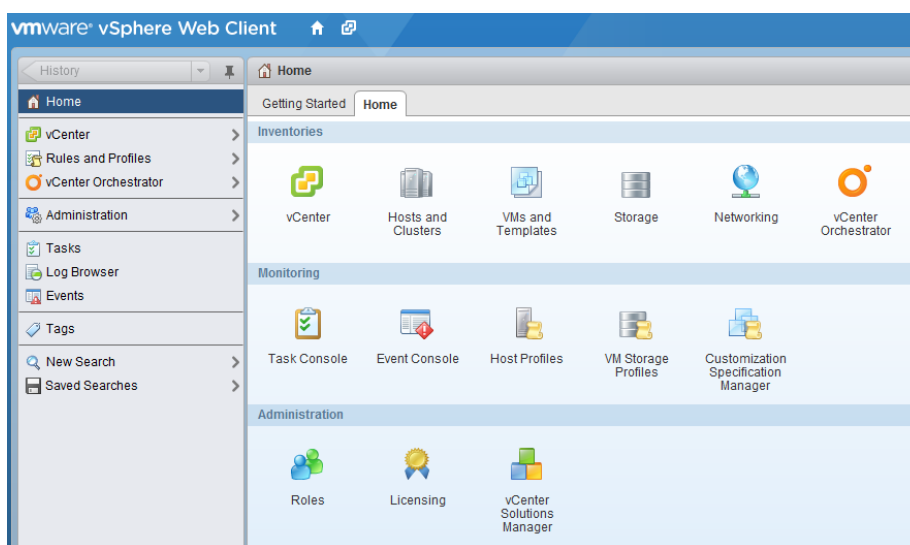 vmware® vSphere Web Client
History
Home
vCenter
Rules and Profiles
vCenter Orchestrator
Administration
Tasks
Log Browser
Events
Tags
New Search
Saved Searches
Home
Getting Started Home
Inventories
vCenter
Hosts and
Clusters
VMs and
Templates
Storage
Networking
vCenter
Orchestrator
Monitoring
Task Console
Event Console
Host Profiles
VM Storage
Profiles
Customization
Specification
Manager
Administration
Roles
Licensing
vCenter
Solutions
Manager